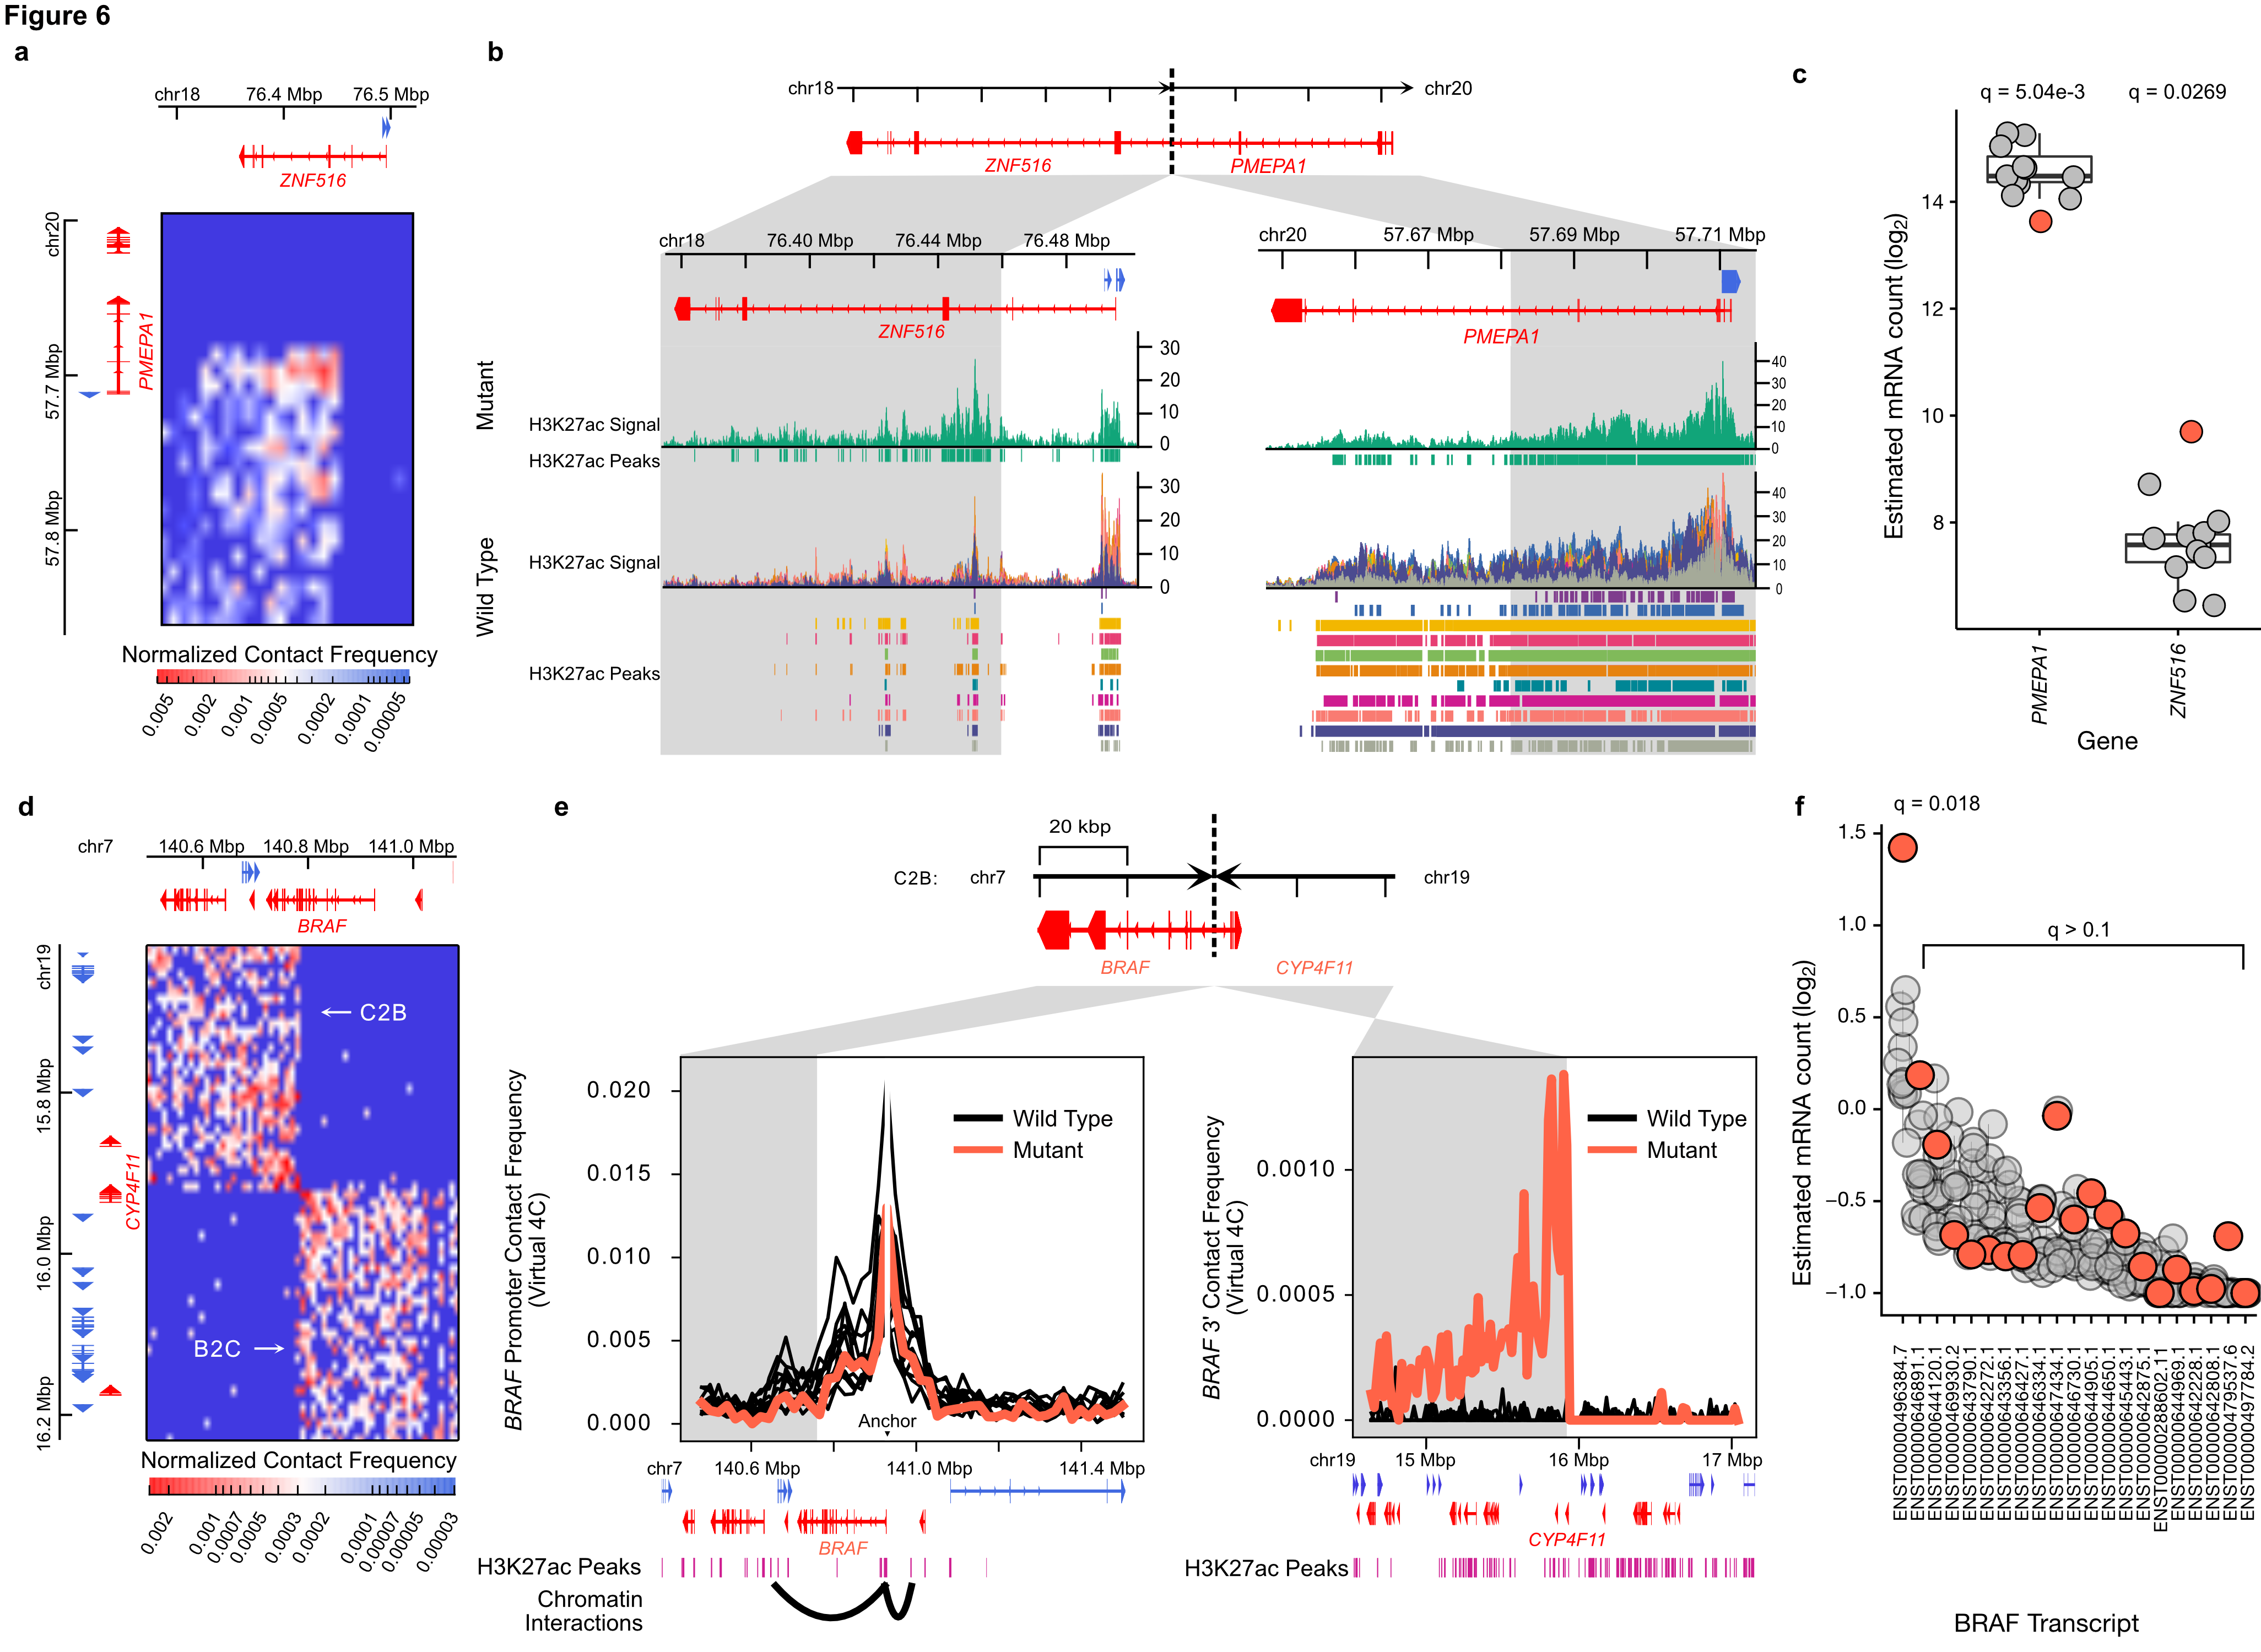 Figure 6
a
chr18 76.4 Mbp 76.5 Mbp
ZNF516
chr20
57.7 Mbp
57.8 Mbp
PMEPA1
Normalized Contact Frequency
0.005 0.002 0.001 0.0005 0.0002 0.0001 0.00005
b
chr18 chr20
ZNF516 PMEPA1
chr18 76.40 Mbp 76.44 Mbp 76.48 Mbp
ZNF516
chr20 57.67 Mbp 57.69 Mbp 57.71 Mbp
PMEPA1
Mutant
H3K27ac Signal
H3K27ac Peaks
30
20
10
0
40
30
20
10
0
Wild Type
H3K27ac Signal
H3K27ac Peaks
30
20
10
0
40
30
20
10
0
c
q = 5.04e-3 q = 0.0269
Estimated mRNA count (log2)
14
12
10
8
PMEPA1
ZNF516
Gene
d
chr7 140.6 Mbp 140.8 Mbp 141.0 Mbp
BRAF
chr19
15.8 Mbp
16.0 Mbp
16.2 Mbp
CYP4F11
← C2B
B2C →
Normalized Contact Frequency
0.002 0.001 0.0007 0.0005 0.0003 0.0002 0.0001 0.00007 0.00005 0.00003
e
20 kbp
C2B: chr7 chr19
BRAF CYP4F11
BRAF Promoter Contact Frequency
(Virtual 4C)
0.020
0.015
0.010
0.005
0.000
Wild Type
Mutant
Anchor
chr7 140.6 Mbp 141.0 Mbp 141.4 Mbp
BRAF
H3K27ac Peaks
Chromatin
Interactions
BRAF 3' Contact Frequency
(Virtual 4C)
0.0010
0.0005
0.0000
Wild Type
Mutant
chr19 15 Mbp 16 Mbp 17 Mbp
CYP4F11
H3K27ac Peaks
f
q = 0.018
q > 0.1
Estimated mRNA count (log2)
1.5
1.0
0.5
0.0
−0.5
−1.0
ENST00000496384.7
ENST00000646891.1
ENST00000644120.1
ENST00000469930.2
ENST00000643790.1
ENST00000642272.1
ENST00000643356.1
ENST00000646427.1
ENST00000646334.1
ENST00000647434.1
ENST00000646730.1
ENST00000644905.1
ENST00000644650.1
ENST00000645443.1
ENST00000642875.1
ENST00000288602.11
ENST00000644969.1
ENST00000642228.1
ENST00000642808.1
ENST00000479537.6
ENST00000497784.2
BRAF Transcript